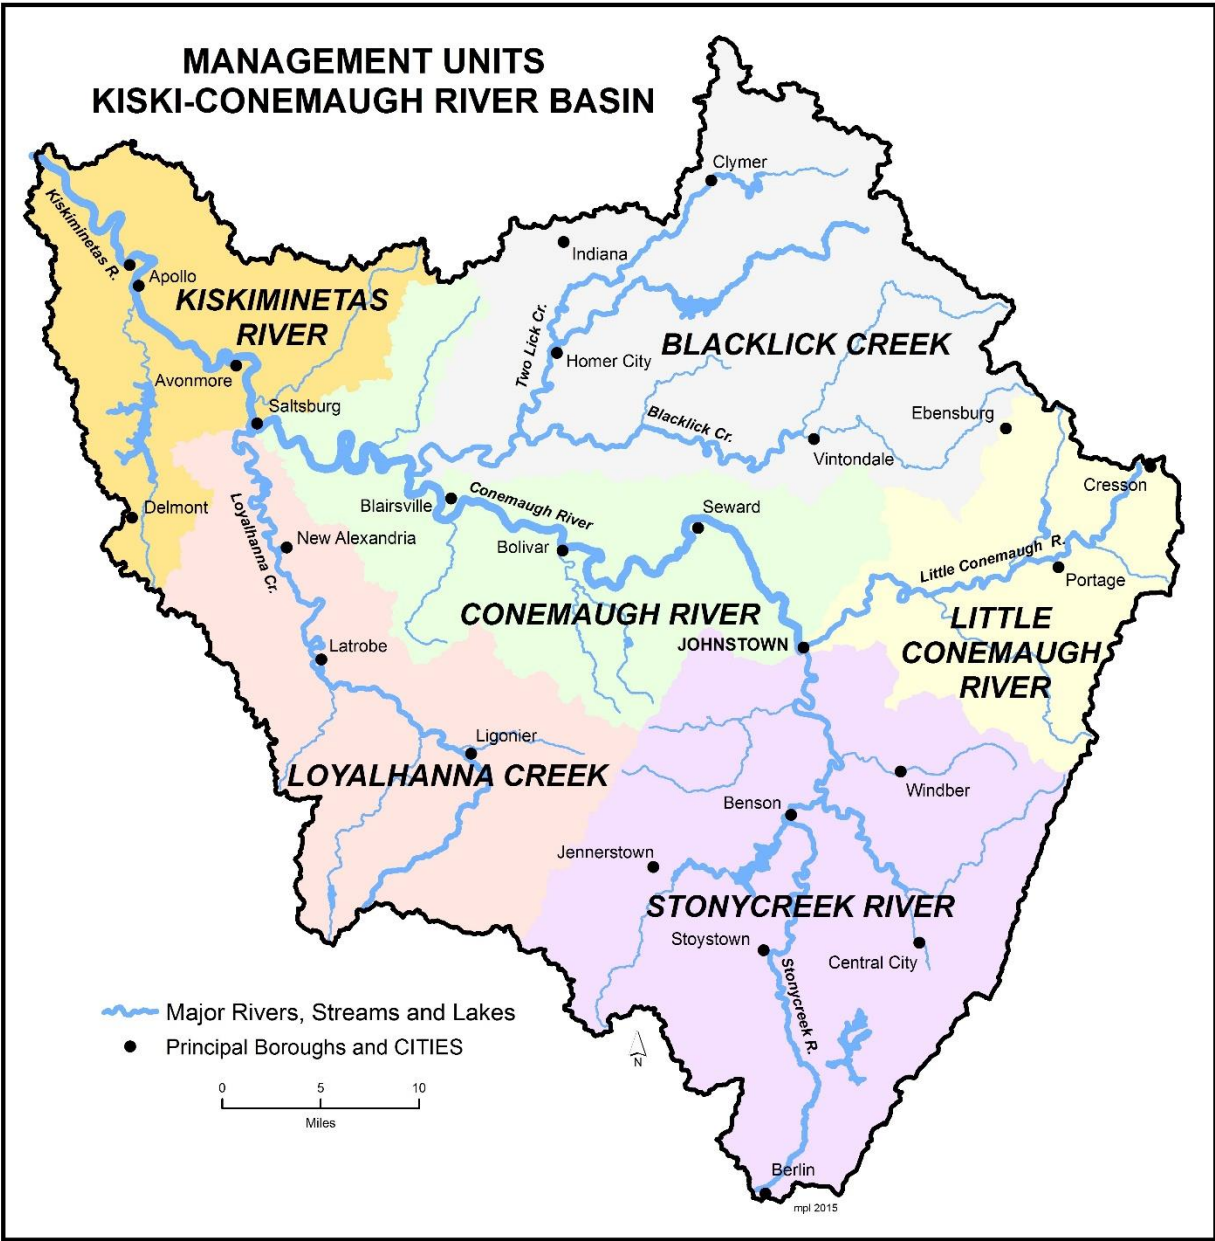 MANAGEMENT UNITS
KISKI-CONEMAUGH RIVER BASIN
Clymer
Kiskiminetas R.
Indiana
Apollo
KISKIMINETAS
RIVER
Two Lick Cr.
BLACKLICK CREEK
Homer City
Avonmore
Saltsburg
Blacklick Cr.
Ebensburg
Vintondale
Cresson
Delmont
Loyalhanna Cr.
Blairsville
Conemaugh River
Seward
New Alexandria
Bolivar
Little Conemaugh R.
Portage
CONEMAUGH RIVER
LITTLE
CONEMAUGH
RIVER
JOHNSTOWN
Latrobe
Ligonier
LOYALHANNA CREEK
Windber
Benson
Jennerstown
STONYCREEK RIVER
Stoystown
Central City
Stonycreek R.
Major Rivers, Streams and Lakes
Principal Boroughs and CITIES
N
0 5 10
Miles
Berlin
mpl 2015